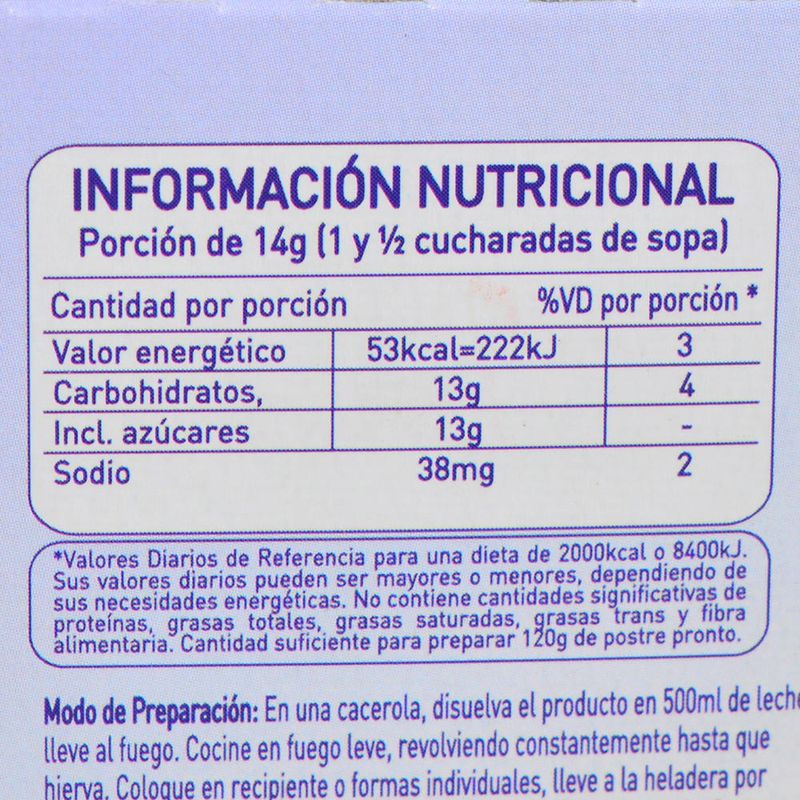 INFORMACIÓN NUTRICIONAL
Porción de 14g (1 y ½ cucharadas de sopa)
Cantidad por porción %VD por porción *
Valor energético 53kcal=222kJ 3
Carbohidratos, 13g 4
Incl. azúcares 13g -
Sodio 38mg 2
*Valores Diarios de Referencia para una dieta de 2000kcal o 8400kJ.
Sus valores diarios pueden ser mayores o menores, dependiendo de
sus necesidades energéticas. No contiene cantidades significativas de
proteínas, grasas totales, grasas saturadas, grasas trans y fibra
alimentaria. Cantidad suficiente para preparar 120g de postre pronto.
Modo de Preparación: En una cacerola, disuelva el producto en 500ml de leche
lleve al fuego. Cocine en fuego leve, revolviendo constantemente hasta que
hierva. Coloque en recipiente o formas individuales, lleve a la heladera por